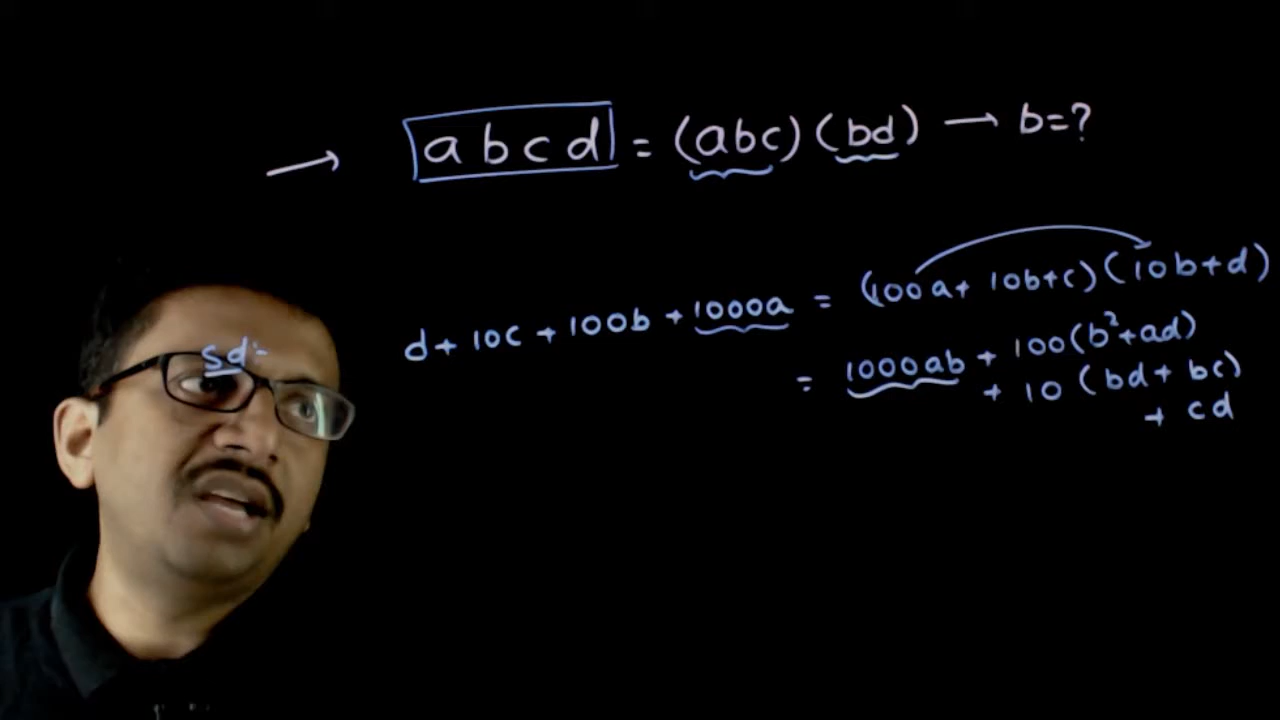 → abcd = (abc)(bd) → b=?
d + 10c + 100b + 1000a = (100a + 10b+c)(10b+d)
= 1000ab + 100(b²+ad)
+ 10 (bd + bc)
+ cd